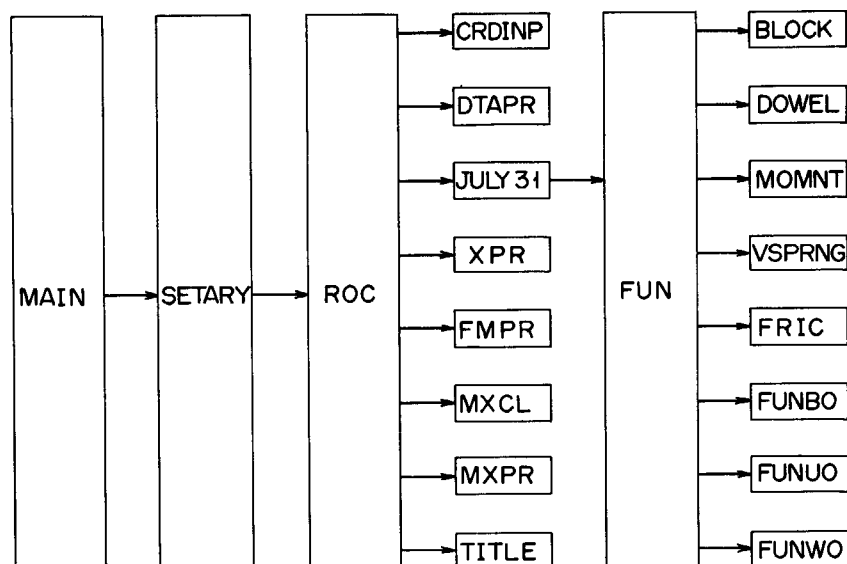 MAIN
SETARY
ROC
CRDINP
DTAPR
JULY 31
XPR
FMPR
MXCL
MXPR
TITLE
FUN
BLOCK
DOWEL
MOMNT
VSPRNG
FRIC
FUNBO
FUNUO
FUNWO